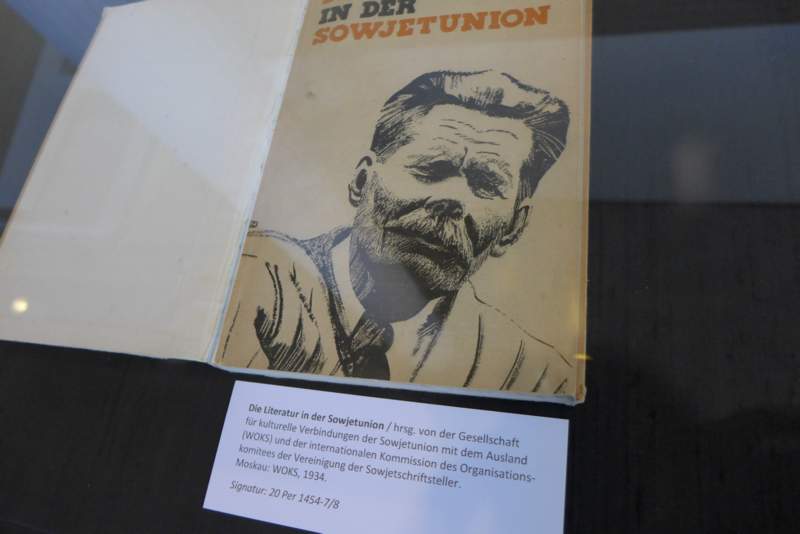 IN DER
SOWJETUNION
Die Literatur in der Sowjetunion / hrsg. von der Gesellschaft
für kulturelle Verbindungen der Sowjetunion mit dem Ausland
(WOKS) und der internationalen Kommission des Organisations-
komitees der Vereinigung der Sowjetschriftsteller.
Moskau: WOKS, 1934.
Signatur: 20 Per 1454-7/8